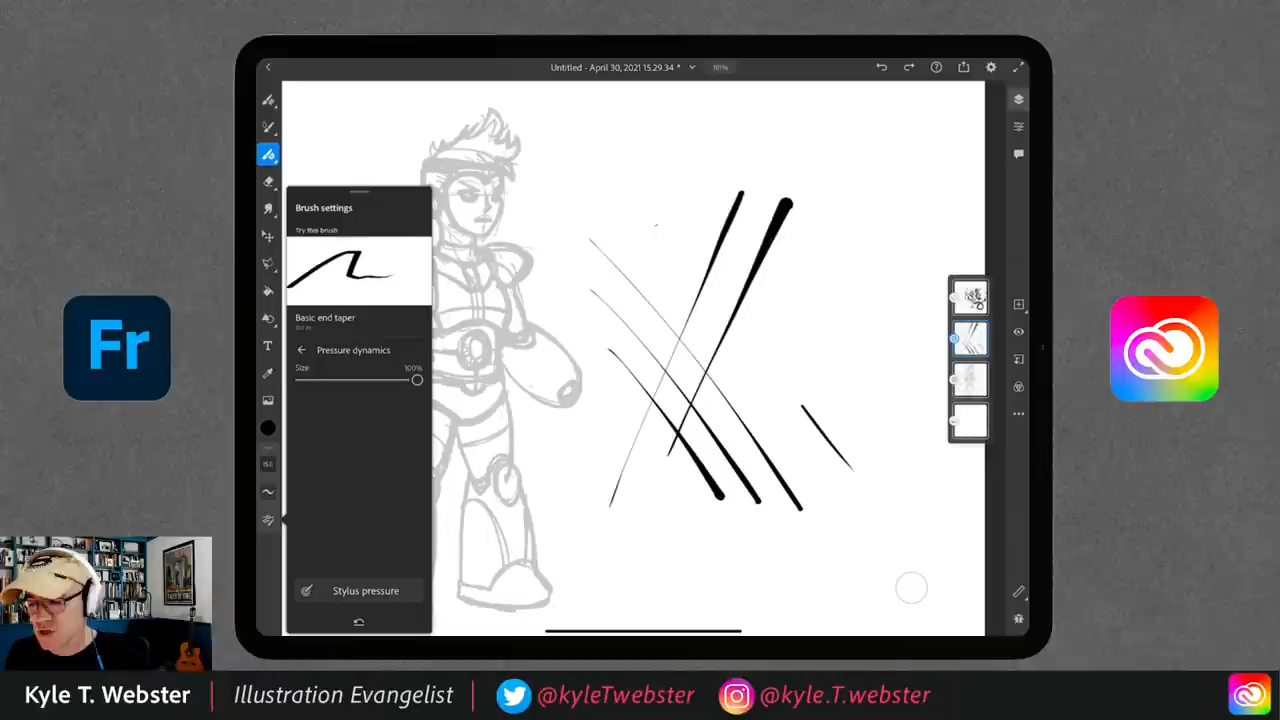 Untitled - April 30, 2021 15.29.34 *
101%
Brush settings
Try this brush
Basic end taper
Pressure dynamics
Size
100%
T
Stylus pressure
Fr
Kyle T. Webster
Illustration Evangelist
@kyleTwebster
@kyle.T.webster